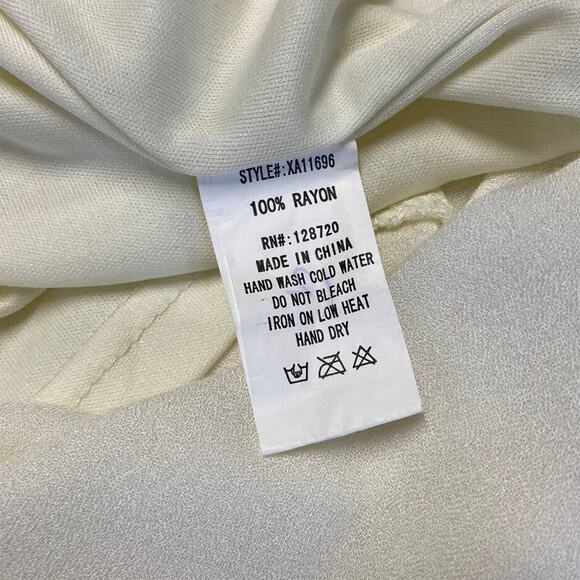 STYLE#:XA11696
100% RAYON
RN#:128720
MADE IN CHINA
HAND WASH COLD WATER
DO NOT BLEACH
IRON ON LOW HEAT
HAND DRY